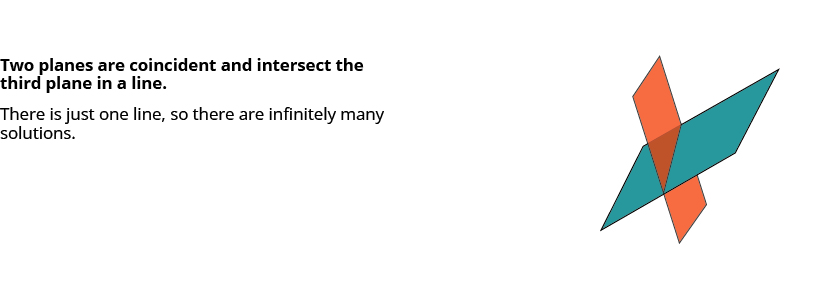 Two planes are coincident and intersect the
third plane in a line.
There is just one line, so there are infinitely many
solutions.